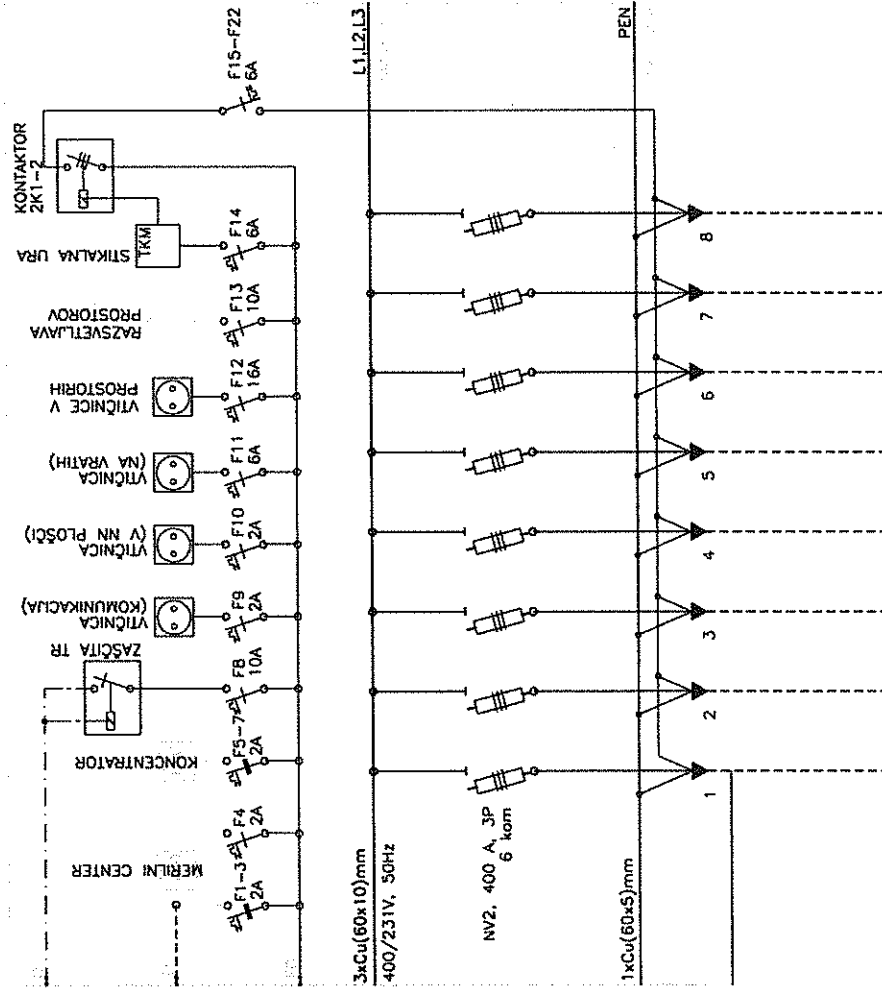 KONTAKTOR
2K1-2
STIKALNA URA
TKM
RAZSVETLJAVA
PROSTOROV
VTIČNICE V
PROSTORIH
VTIČNICA
(NA VRATIH)
VTIČNICA
(V NN PLOŠČI)
VTIČNICA
(KOMUNIKACIJA)
ZAŠČITA TR
KONCENTRATOR
MERILNI CENTER
F1-3
2A
F4
2A
F5-7
2A
F8
10A
F9
2A
F10
2A
F11
6A
F12
16A
F13
10A
F14
6A
F15-F22
6A
L1,L2,L3
3xCu(60x10)mm
400/231V, 50Hz
NV2, 400 A, 3P
6 kom
PEN
1xCu(60x5)mm
1
2
3
4
5
6
7
8